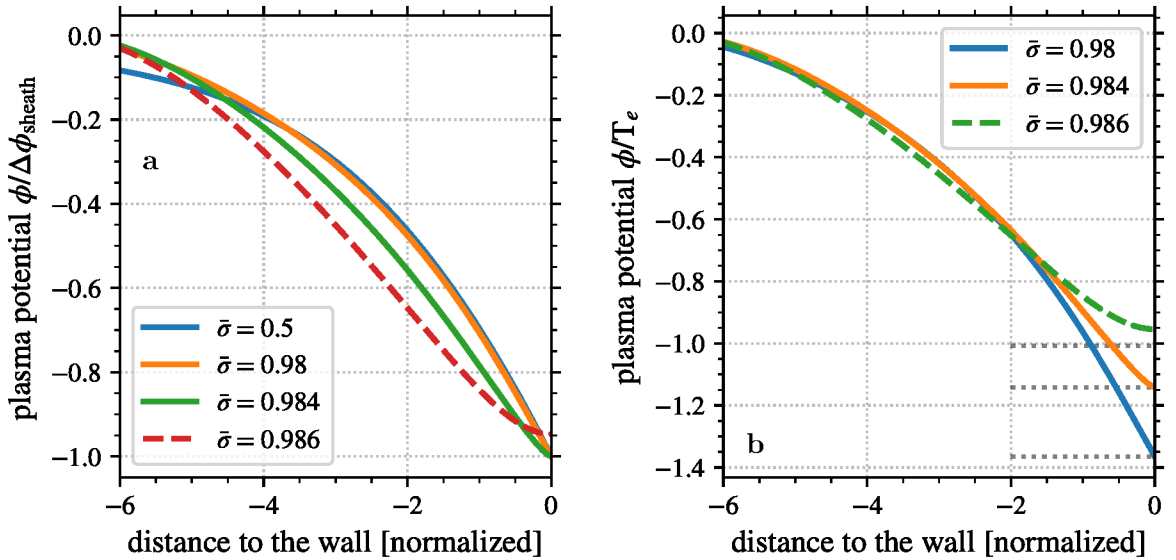 plasma potential ϕ/Δϕsheath
0.0
−0.2
−0.4
−0.6
−0.8
−1.0
a
σ̄ = 0.5
σ̄ = 0.98
σ̄ = 0.984
σ̄ = 0.986
−6
−4
−2
0
distance to the wall [normalized]
plasma potential ϕ/Te
0.0
−0.2
−0.4
−0.6
−0.8
−1.0
−1.2
−1.4
σ̄ = 0.98
σ̄ = 0.984
σ̄ = 0.986
b
−6
−4
−2
0
distance to the wall [normalized]